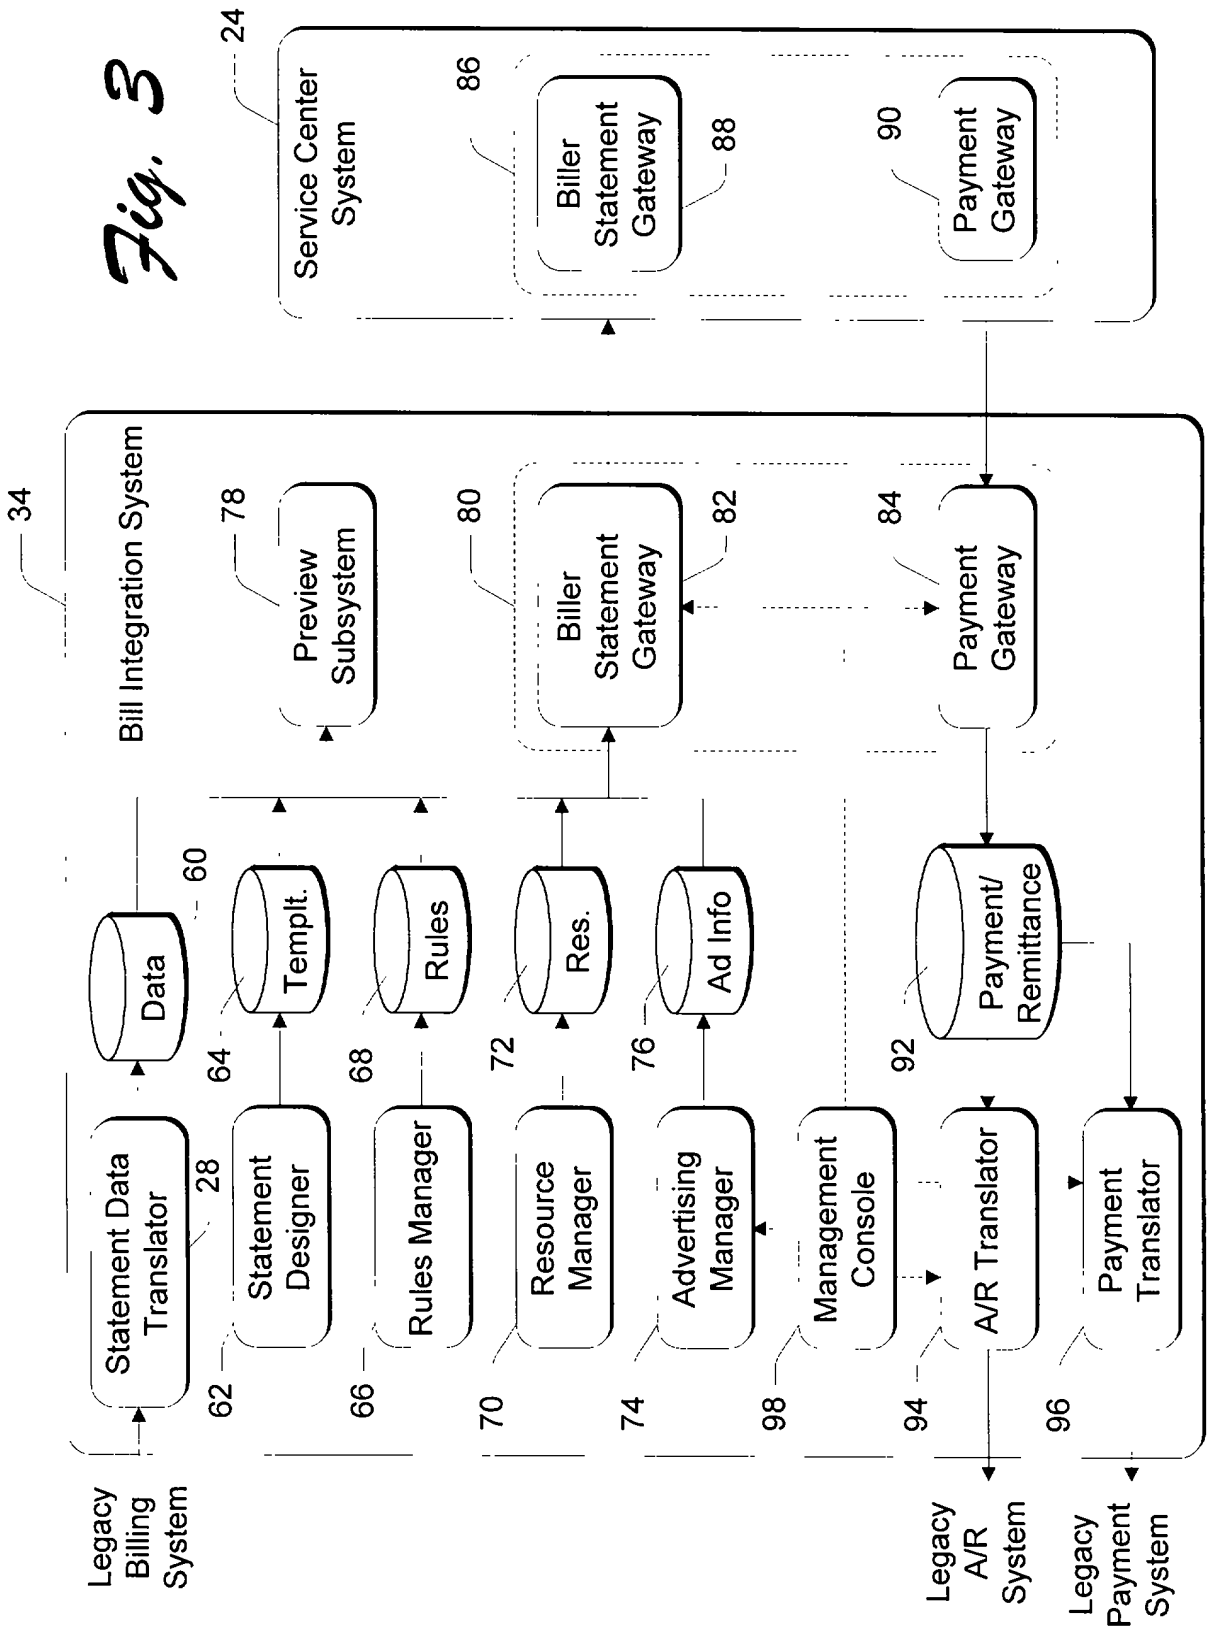 Fig. 3
34
24
Bill Integration System
Service Center
System
Legacy
Billing
System
Statement Data
Translator
28
Data
60
62
Statement
Designer
64
Templt.
78
Preview
Subsystem
66
Rules Manager
68
Rules
70
Resource
Manager
72
Res.
80
Biller
Statement
Gateway
82
86
Biller
Statement
Gateway
88
74
Advertising
Manager
76
Ad Info
98
Management
Console
84
Payment
Gateway
90
Payment
Gateway
92
Payment/
Remittance
94
A/R Translator
Legacy
A/R
System
96
Payment
Translator
Legacy
Payment
System